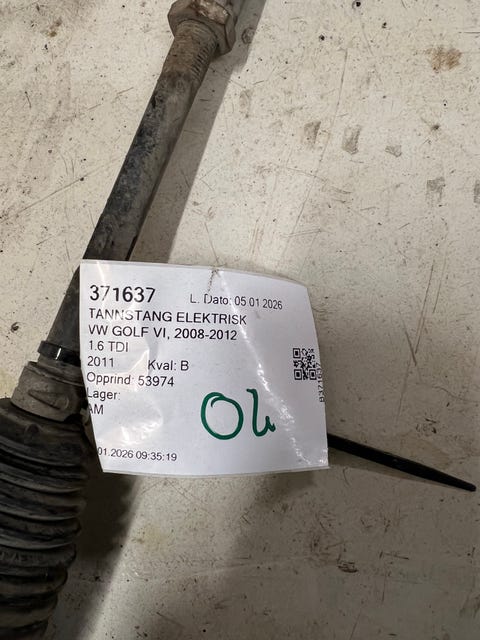 371637 L. Dato: 05 01 2026
TANNSTANG ELEKTRISK
VW GOLF VI, 2008-2012
1.6 TDI
2011 Kval: B
Opprind: 53974
Lager:
AM
B371637
01.2026 09:35:19